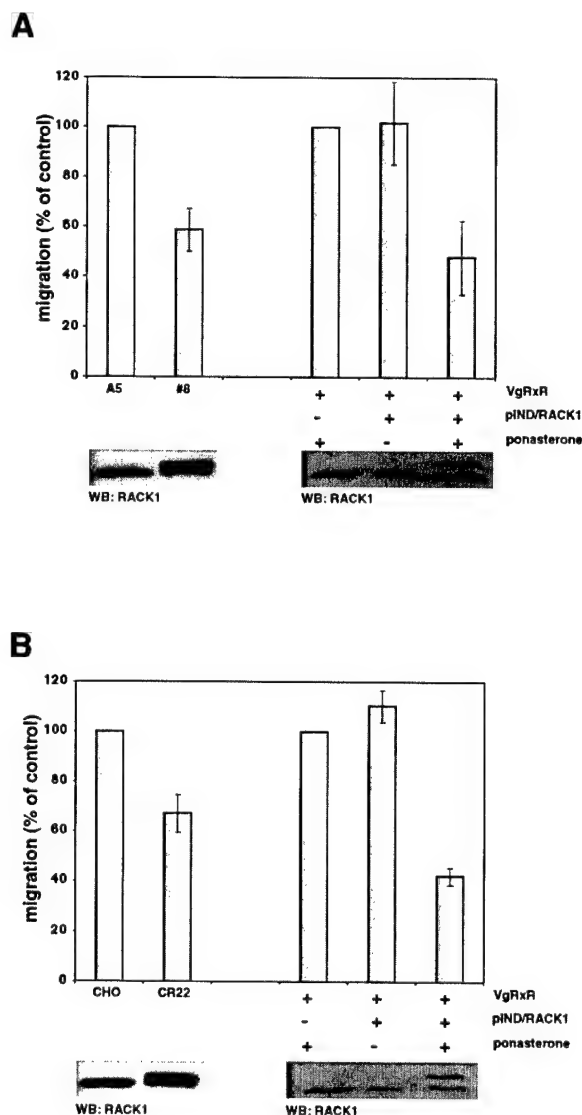 A
migration (% of control)
120
100
80
60
40
20
0
A5 #8
+ + + VgRxR
- + + pIND/RACK1
+ - + ponasterone
WB: RACK1 WB: RACK1
B
migration (% of control)
120
100
80
60
40
20
0
CHO CR22
+ + + VgRxR
- + + pIND/RACK1
+ - + ponasterone
WB: RACK1 WB: RACK1